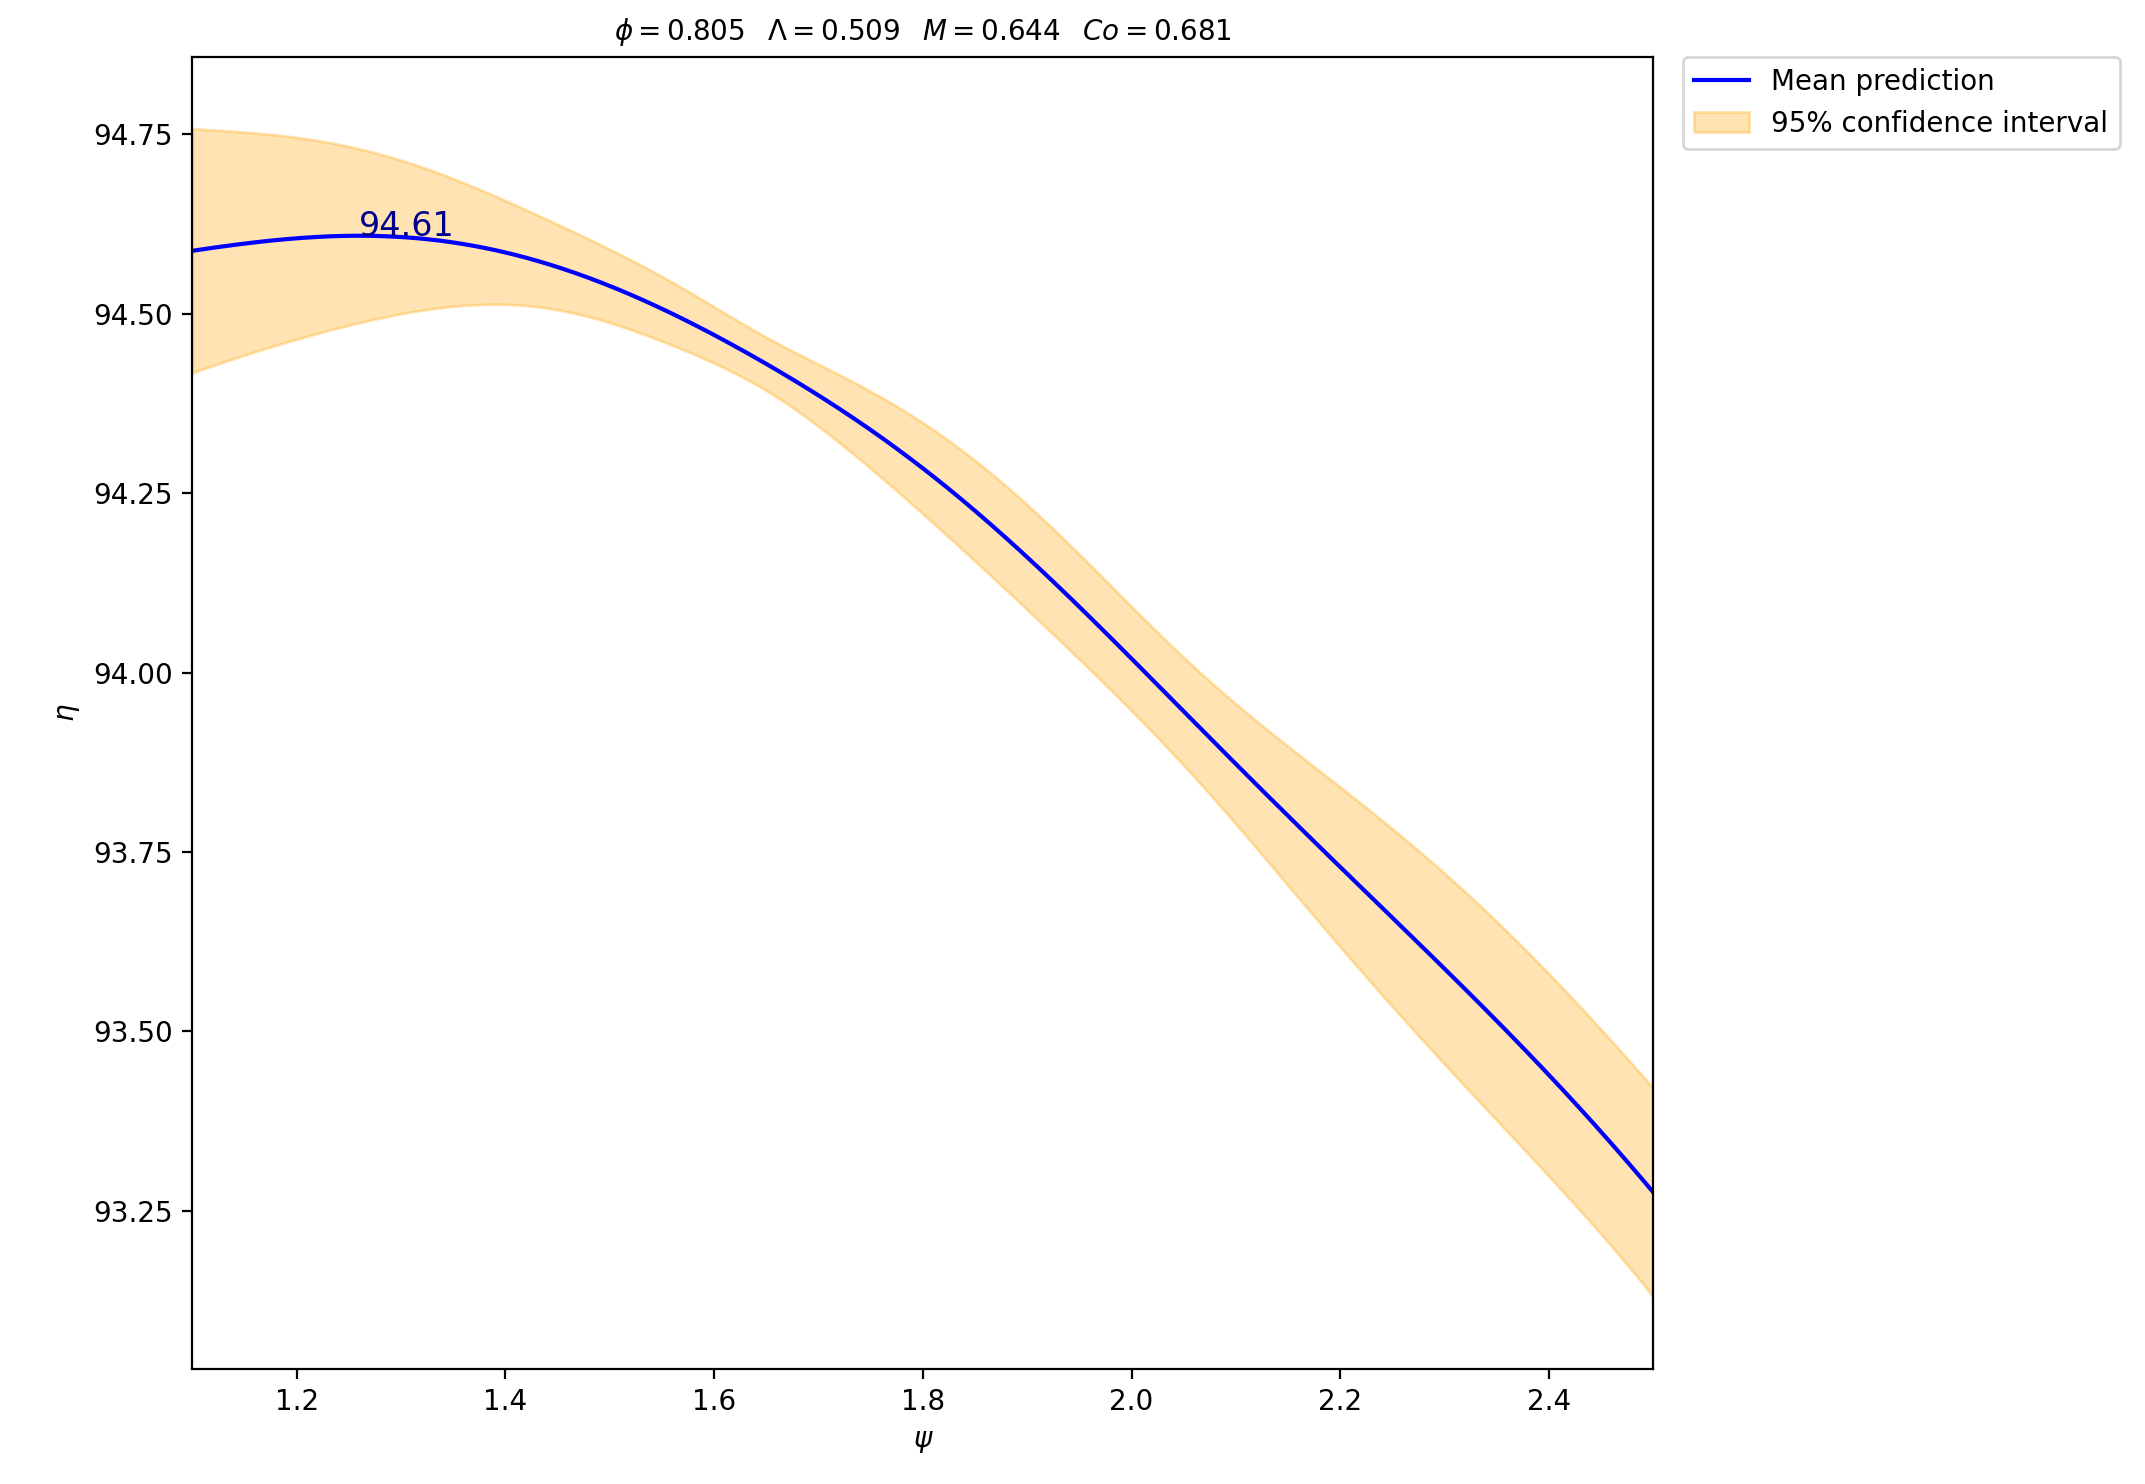 ϕ = 0.805 Λ = 0.509 M = 0.644 Co = 0.681
Mean prediction
95% confidence interval
94.75
94.61
94.50
94.25
94.00
η
93.75
93.50
93.25
1.2 1.4 1.6 1.8 2.0 2.2 2.4
ψ